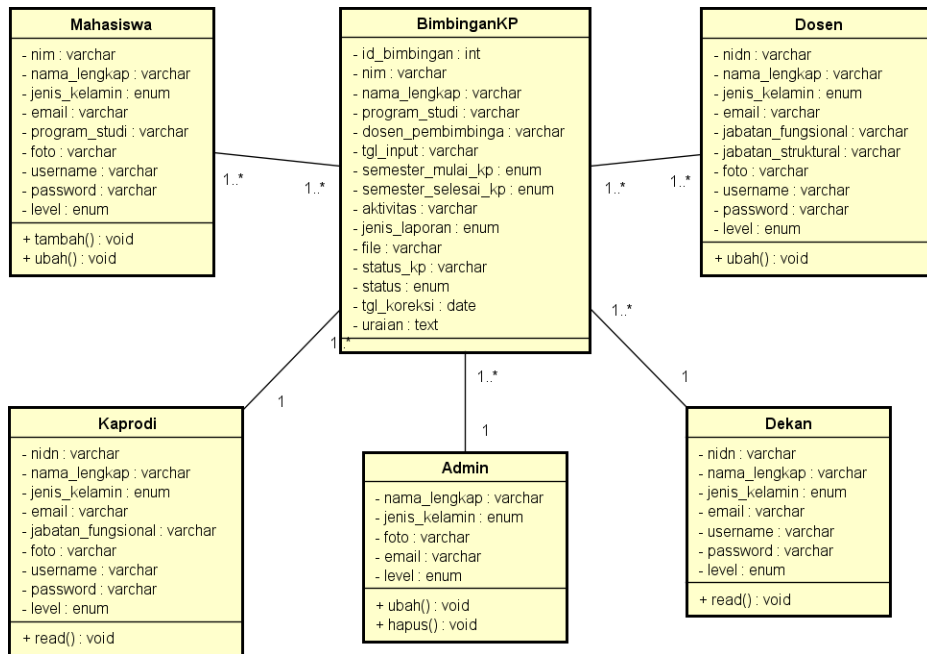 Mahasiswa
- nim : varchar
- nama_lengkap : varchar
- jenis_kelamin : enum
- email : varchar
- program_studi : varchar
- foto : varchar
- username : varchar
- password : varchar
- level : enum
+ tambah() : void
+ ubah() : void
BimbinganKP
- id_bimbingan : int
- nim : varchar
- nama_lengkap : varchar
- program_studi : varchar
- dosen_pembimbinga : varchar
- tgl_input : varchar
- semester_mulai_kp : enum
- semester_selesai_kp : enum
- aktivitas : varchar
- jenis_laporan : enum
- file : varchar
- status_kp : varchar
- status : enum
- tgl_koreksi : date
- uraian : text
Dosen
- nidn : varchar
- nama_lengkap : varchar
- jenis_kelamin : enum
- email : varchar
- jabatan_fungsional : varchar
- jabatan_struktural : varchar
- foto : varchar
- username : varchar
- password : varchar
- level : enum
+ ubah() : void
1..*
1..*
1..*
1..*
1..*
1
1..*
1
1..*
1
Kaprodi
- nidn : varchar
- nama_lengkap : varchar
- jenis_kelamin : enum
- email : varchar
- jabatan_fungsional : varchar
- foto : varchar
- username : varchar
- password : varchar
- level : enum
+ read() : void
Admin
- nama_lengkap : varchar
- jenis_kelamin : enum
- foto : varchar
- email : varchar
- level : enum
+ ubah() : void
+ hapus() : void
Dekan
- nidn : varchar
- nama_lengkap : varchar
- jenis_kelamin : enum
- email : varchar
- username : varchar
- password : varchar
- level : enum
+ read() : void